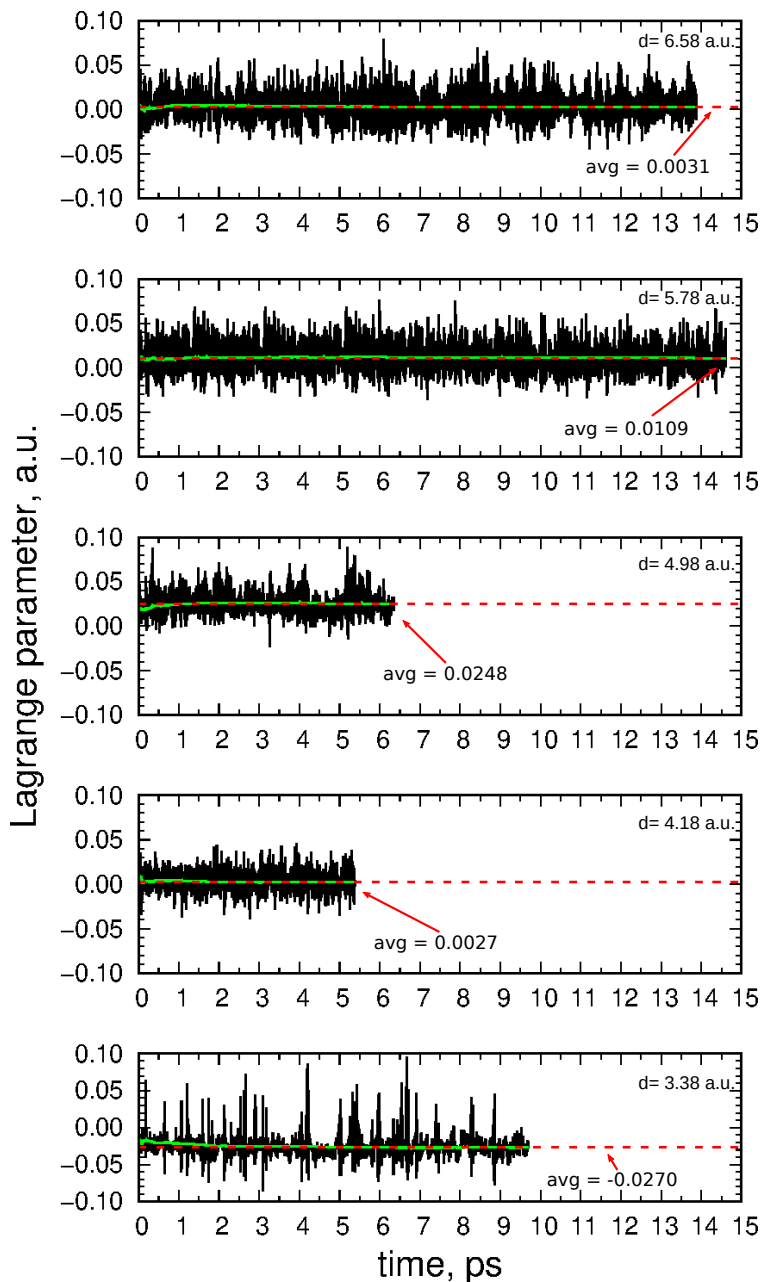 d= 6.58 a.u.
0.10
0.05
0.00
−0.05
−0.10
avg = 0.0031
0 1 2 3 4 5 6 7 8 9 10 11 12 13 14 15
d= 5.78 a.u.
0.10
0.05
0.00
−0.05
−0.10
avg = 0.0109
0 1 2 3 4 5 6 7 8 9 10 11 12 13 14 15
Lagrange parameter, a.u.
d= 4.98 a.u.
0.10
0.05
0.00
−0.05
−0.10
avg = 0.0248
0 1 2 3 4 5 6 7 8 9 10 11 12 13 14 15
d= 4.18 a.u.
0.10
0.05
0.00
−0.05
−0.10
avg = 0.0027
0 1 2 3 4 5 6 7 8 9 10 11 12 13 14 15
d= 3.38 a.u.
0.10
0.05
0.00
−0.05
−0.10
avg = -0.0270
0 1 2 3 4 5 6 7 8 9 10 11 12 13 14 15
time, ps